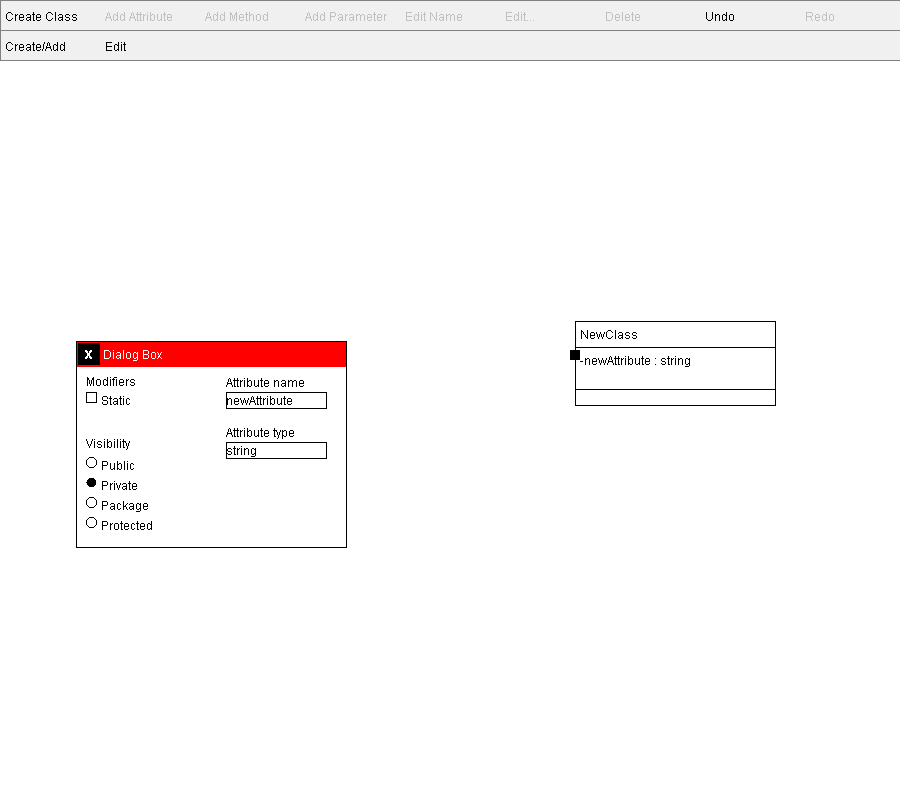 Create Class Add Attribute Add Method Add Parameter Edit Name Edit... Delete Undo Redo
Create/Add Edit
NewClass
-newAttribute : string
X Dialog Box
Modifiers
Static
Visibility
Public
Private
Package
Protected
Attribute name
newAttribute
Attribute type
string